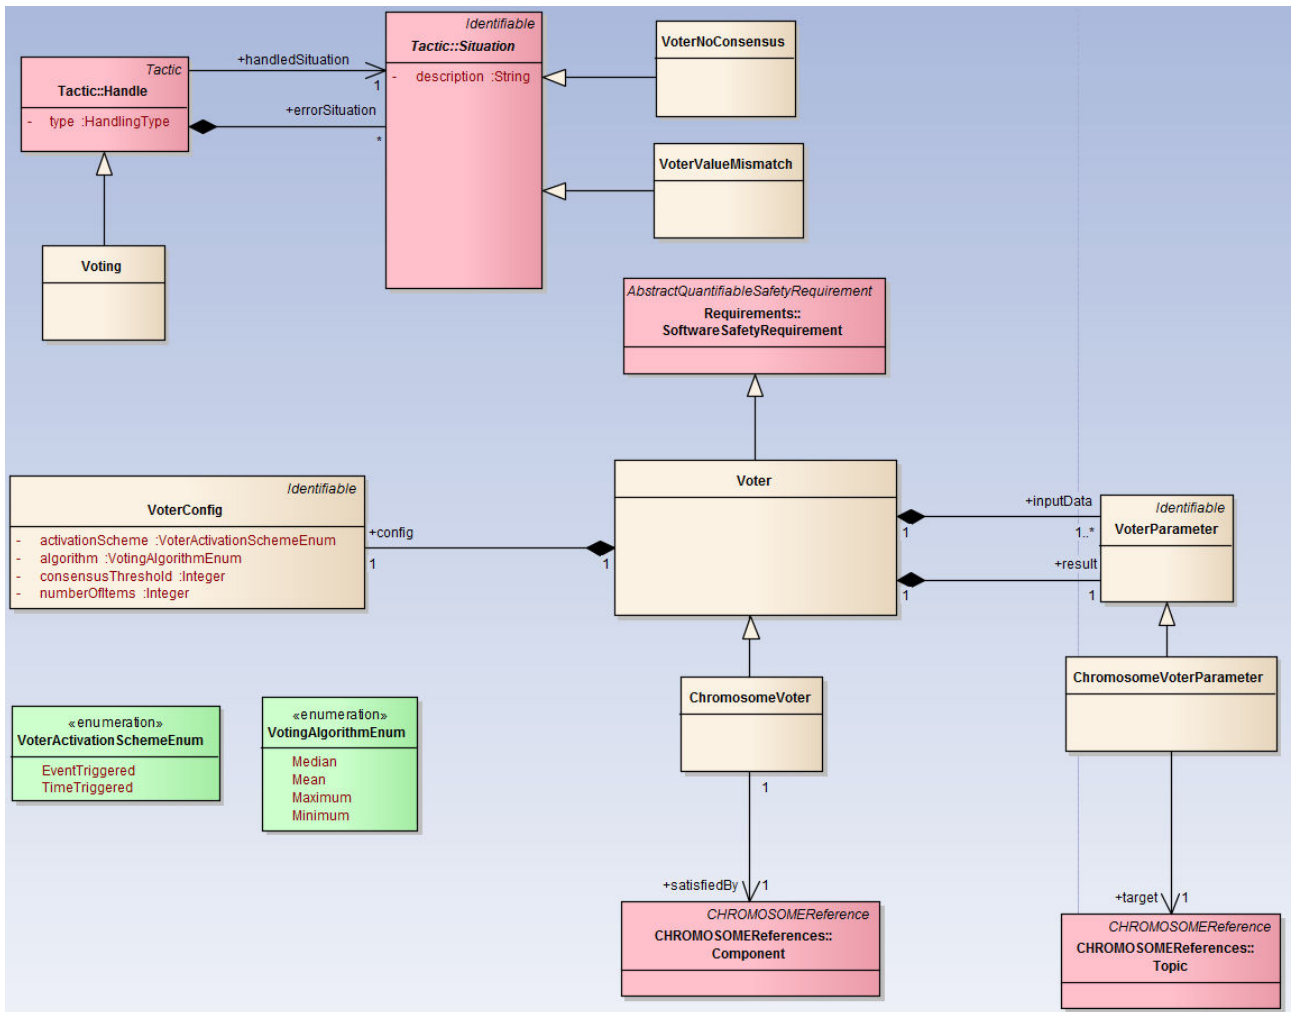 Identifiable
Tactic::Situation
- description :String
Tactic
Tactic::Handle
- type :HandlingType
+handledSituation
1
+errorSituation
*
VoterNoConsensus
VoterValueMismatch
Voting
AbstractQuantifiableSafetyRequirement
Requirements::
SoftwareSafetyRequirement
Identifiable
VoterConfig
- activationScheme :VoterActivationSchemeEnum
- algorithm :VotingAlgorithmEnum
- consensusThreshold :Integer
- numberOfItems :Integer
+config
1
1
Voter
+inputData
1
1..*
+result
1
1
Identifiable
VoterParameter
ChromosomeVoter
1
ChromosomeVoterParameter
«enumeration»
VoterActivationSchemeEnum
EventTriggered
TimeTriggered
«enumeration»
VotingAlgorithmEnum
Median
Mean
Maximum
Minimum
+satisfiedBy
1
CHROMOSOMEReference
CHROMOSOMEReferences::
Component
+target
1
CHROMOSOMEReference
CHROMOSOMEReferences::
Topic